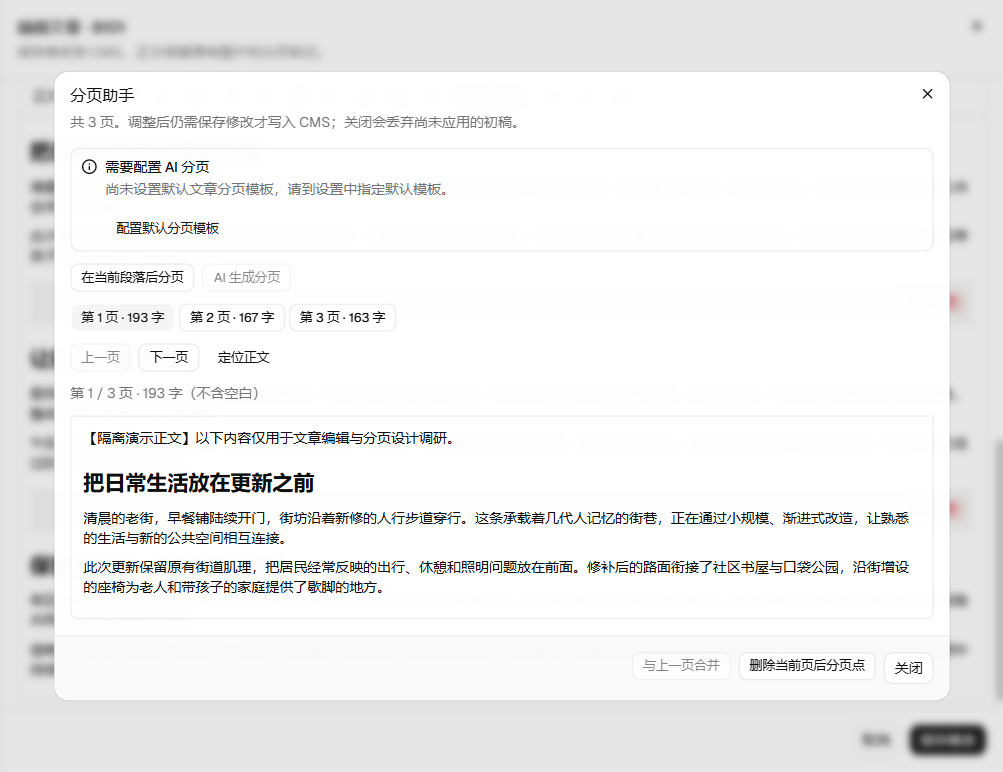 分页助手
共 3 页。调整后仍需保存修改才写入 CMS；关闭会丢弃尚未应用的初稿。
需要配置 AI 分页
尚未设置默认文章分页模板，请到设置中指定默认模板。
配置默认分页模板
在当前段落后分页 AI 生成分页
第 1 页 · 193 字 第 2 页 · 167 字 第 3 页 · 163 字
上一页 下一页 定位正文
第 1 / 3 页 · 193 字（不含空白）
【隔离演示正文】以下内容仅用于文章编辑与分页设计调研。
把日常生活放在更新之前
清晨的老街，早餐铺陆续开门，街坊沿着新修的人行步道穿行。这条承载着几代人记忆的街巷，正在通过小规模、渐进式改造，让熟悉
的生活与新的公共空间相互连接。
此次更新保留原有街道肌理，把居民经常反映的出行、休憩和照明问题放在前面。修补后的路面衔接了社区书屋与口袋公园，沿街增设
的座椅为老人和带孩子的家庭提供了歇脚的地方。
与上一页合并 删除当前页后分页点 关闭